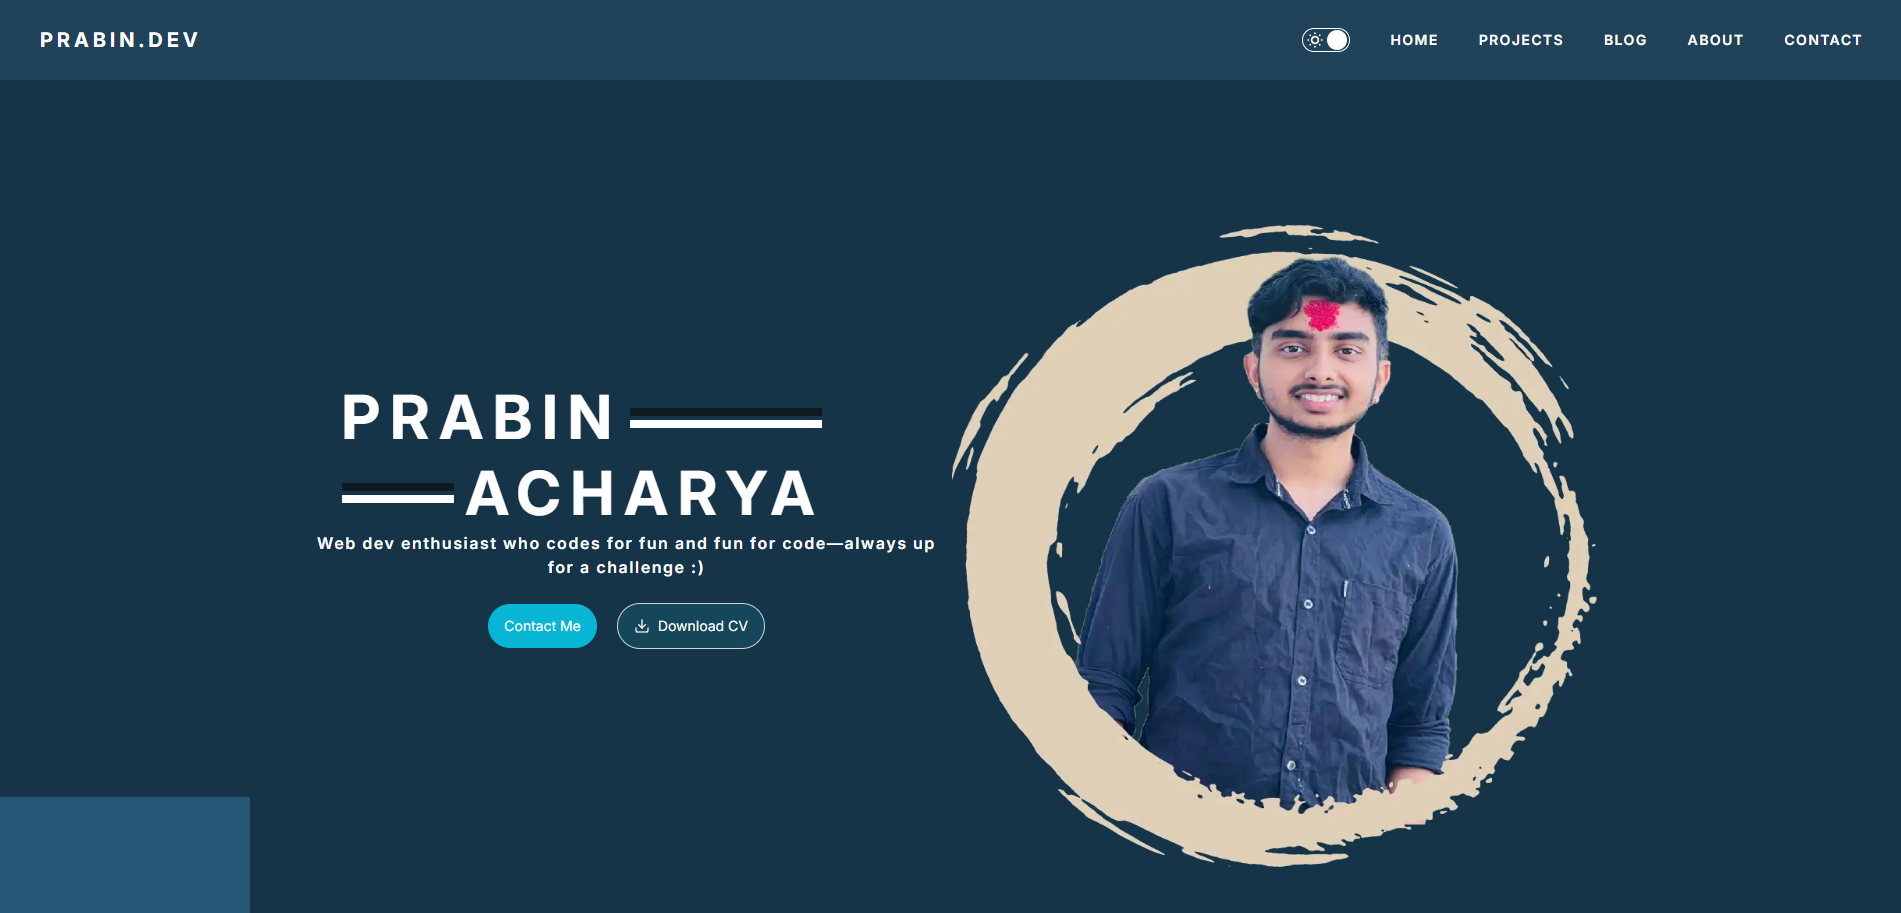 PRABIN.DEV
HOME PROJECTS BLOG ABOUT CONTACT
PRABIN
ACHARYA
Web dev enthusiast who codes for fun and fun for code—always up
for a challenge :)
Contact Me Download CV